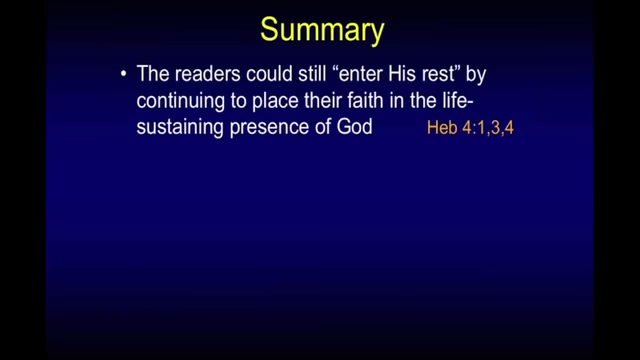 Summary
• The readers could still “enter His rest” by
continuing to place their faith in the life-
sustaining presence of God Heb 4:1,3,4